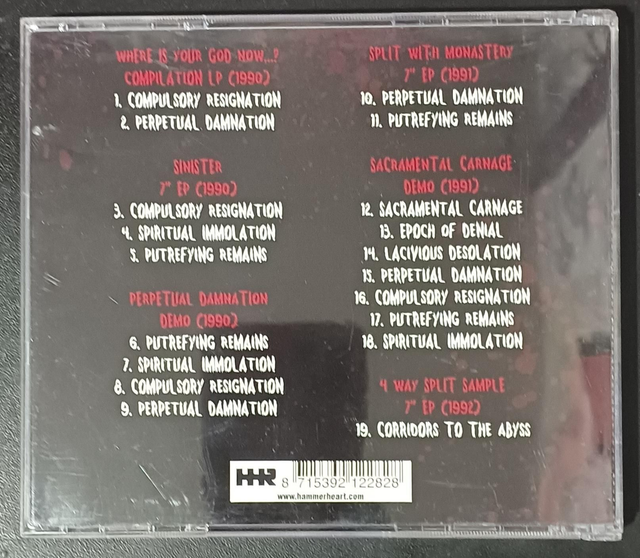 WHERE IS YOUR GOD NOW...?
COMPILATION LP (1990)
1. COMPULSORY RESIGNATION
2. PERPETUAL DAMNATION
SINISTER
7" EP (1990)
3. COMPULSORY RESIGNATION
4. SPIRITUAL IMMOLATION
5. PUTREFYING REMAINS
PERPETUAL DAMNATION
DEMO (1990)
6. PUTREFYING REMAINS
7. SPIRITUAL IMMOLATION
8. COMPULSORY RESIGNATION
9. PERPETUAL DAMNATION
SPLIT WITH MONASTERY
7" EP (1991)
10. PERPETUAL DAMNATION
11. PUTREFYING REMAINS
SACRAMENTAL CARNAGE
DEMO (1991)
12. SACRAMENTAL CARNAGE
13. EPOCH OF DENIAL
14. LACIVIOUS DESOLATION
15. PERPETUAL DAMNATION
16. COMPULSORY RESIGNATION
17. PUTREFYING REMAINS
18. SPIRITUAL IMMOLATION
4 WAY SPLIT SAMPLE
7" EP (1992)
19. CORRIDORS TO THE ABYSS
HHR
8 715392 122828
www.hammerheart.com